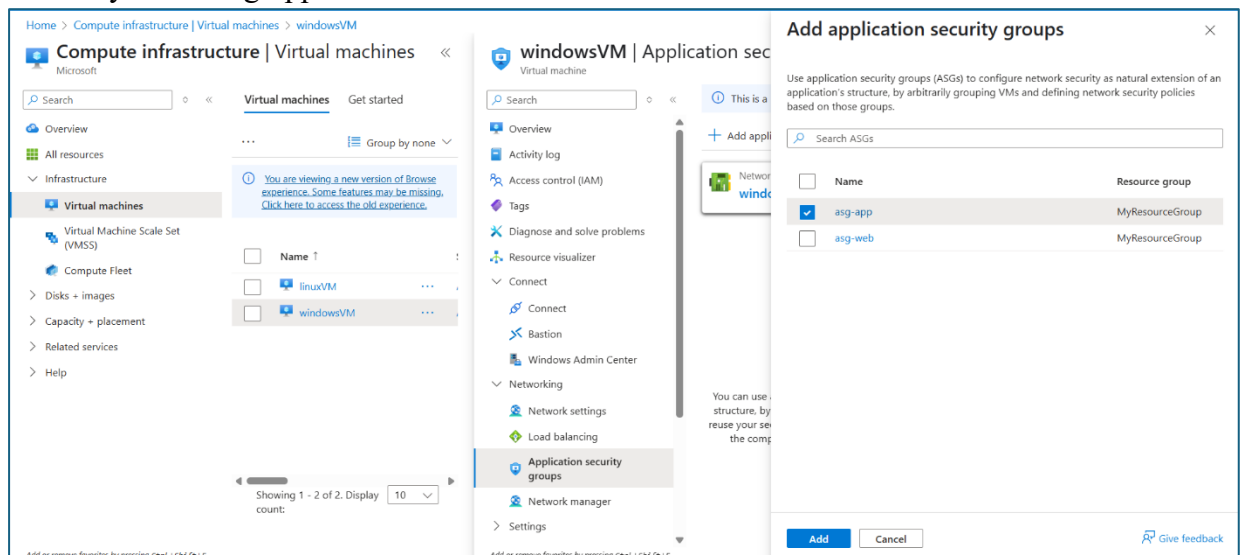 Home > Compute infrastructure | Virtual machines > windowsVM
Compute infrastructure | Virtual machines
Microsoft
Search
Overview
All resources
Infrastructure
Virtual machines
Virtual Machine Scale Set
(VMSS)
Compute Fleet
Disks + images
Capacity + placement
Related services
Help
Virtual machines Get started
Group by none
You are viewing a new version of Browse
experience. Some features may be missing.
Click here to access the old experience.
Name ↑
linuxVM
windowsVM
Showing 1 - 2 of 2. Display 10
count:
windowsVM | Application sec
Virtual machine
Search
Overview
Activity log
Access control (IAM)
Tags
Diagnose and solve problems
Resource visualizer
Connect
Connect
Bastion
Windows Admin Center
Networking
Network settings
Load balancing
Application security
groups
Network manager
Settings
This is a
+ Add appli
Networ
windo
You can use
structure, by
reuse your se
the comp
Add application security groups
Use application security groups (ASGs) to configure network security as natural extension of an
application's structure, by arbitrarily grouping VMs and defining network security policies
based on those groups.
Search ASGs
Name Resource group
asg-app MyResourceGroup
asg-web MyResourceGroup
Add Cancel Give feedback